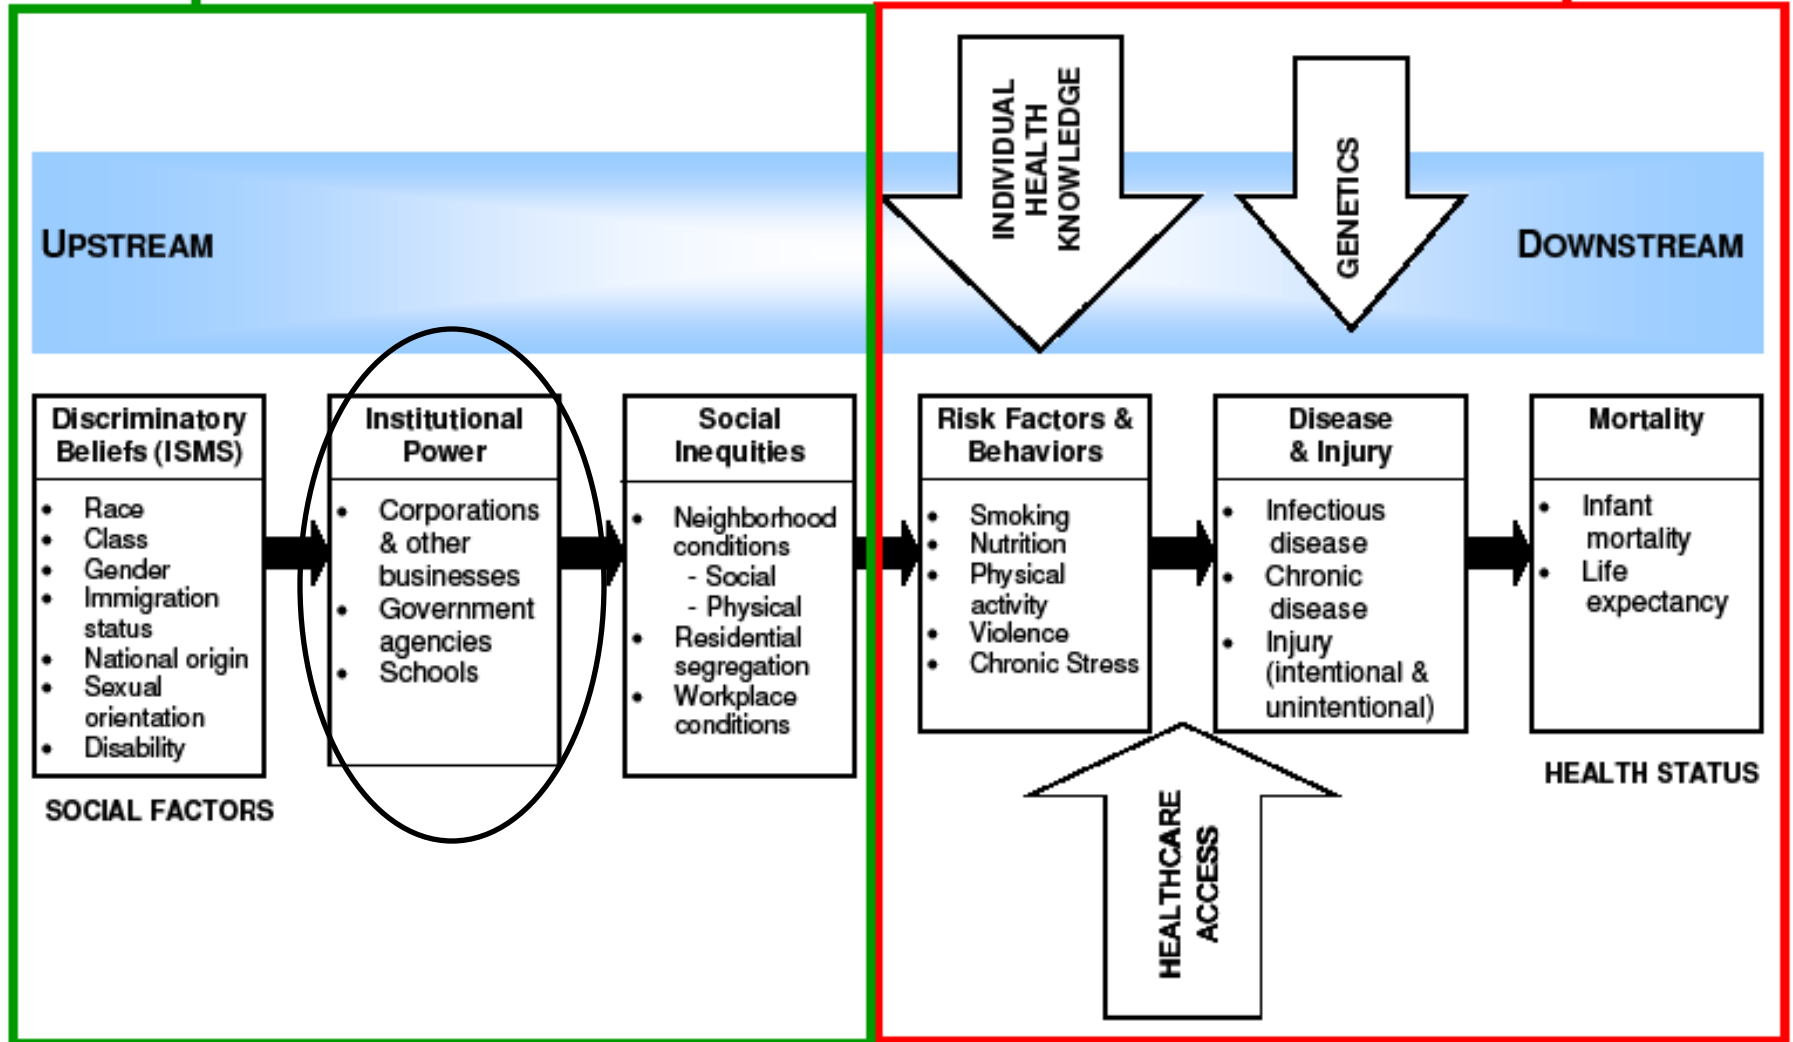 INDIVIDUAL
HEALTH
KNOWLEDGE
GENETICS
UPSTREAM
DOWNSTREAM
Discriminatory
Beliefs (ISMS)
• Race
• Class
• Gender
• Immigration
status
• National origin
• Sexual
orientation
• Disability
SOCIAL FACTORS
Institutional
Power
• Corporations
& other
businesses
• Government
agencies
• Schools
Social
Inequities
• Neighborhood
conditions
- Social
- Physical
• Residential
segregation
• Workplace
conditions
Risk Factors &
Behaviors
• Smoking
• Nutrition
• Physical
activity
• Violence
• Chronic Stress
Disease
& Injury
• Infectious
disease
• Chronic
disease
• Injury
(intentional &
unintentional)
Mortality
• Infant
mortality
• Life
expectancy
HEALTH STATUS
HEALTHCARE
ACCESS